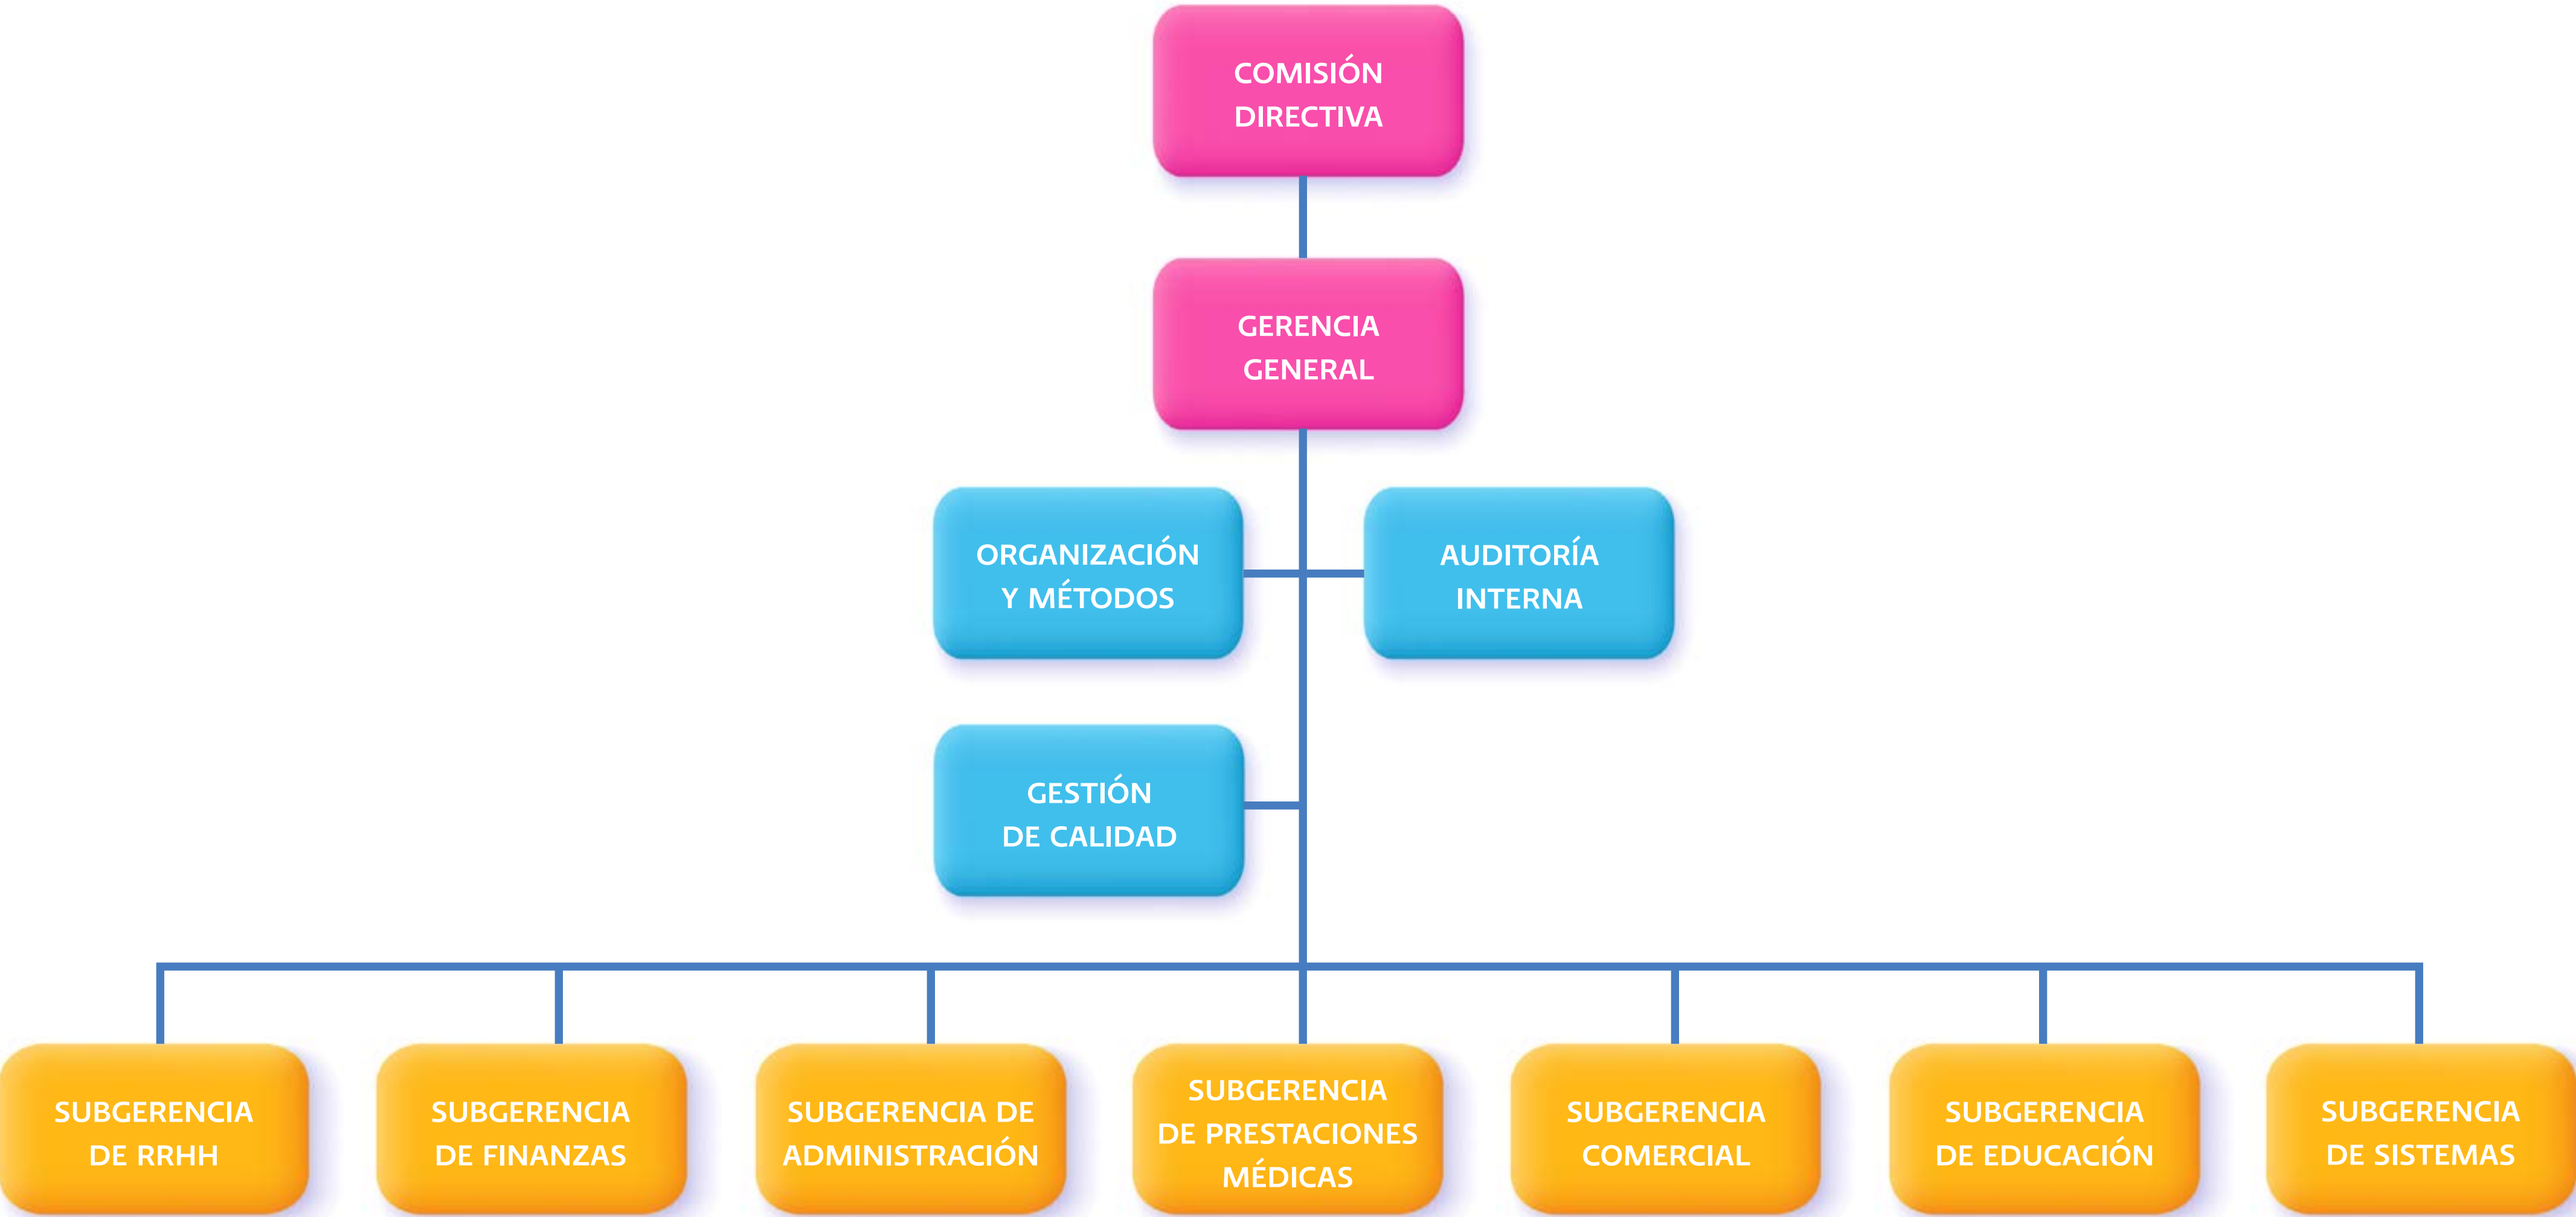 COMISIÓN
DIRECTIVA
GERENCIA
GENERAL
ORGANIZACIÓN
Y MÉTODOS
AUDITORÍA
INTERNA
GESTIÓN
DE CALIDAD
SUBGERENCIA
DE RRHH
SUBGERENCIA
DE FINANZAS
SUBGERENCIA DE
ADMINISTRACIÓN
SUBGERENCIA
DE PRESTACIONES
MÉDICAS
SUBGERENCIA
COMERCIAL
SUBGERENCIA
DE EDUCACIÓN
SUBGERENCIA
DE SISTEMAS